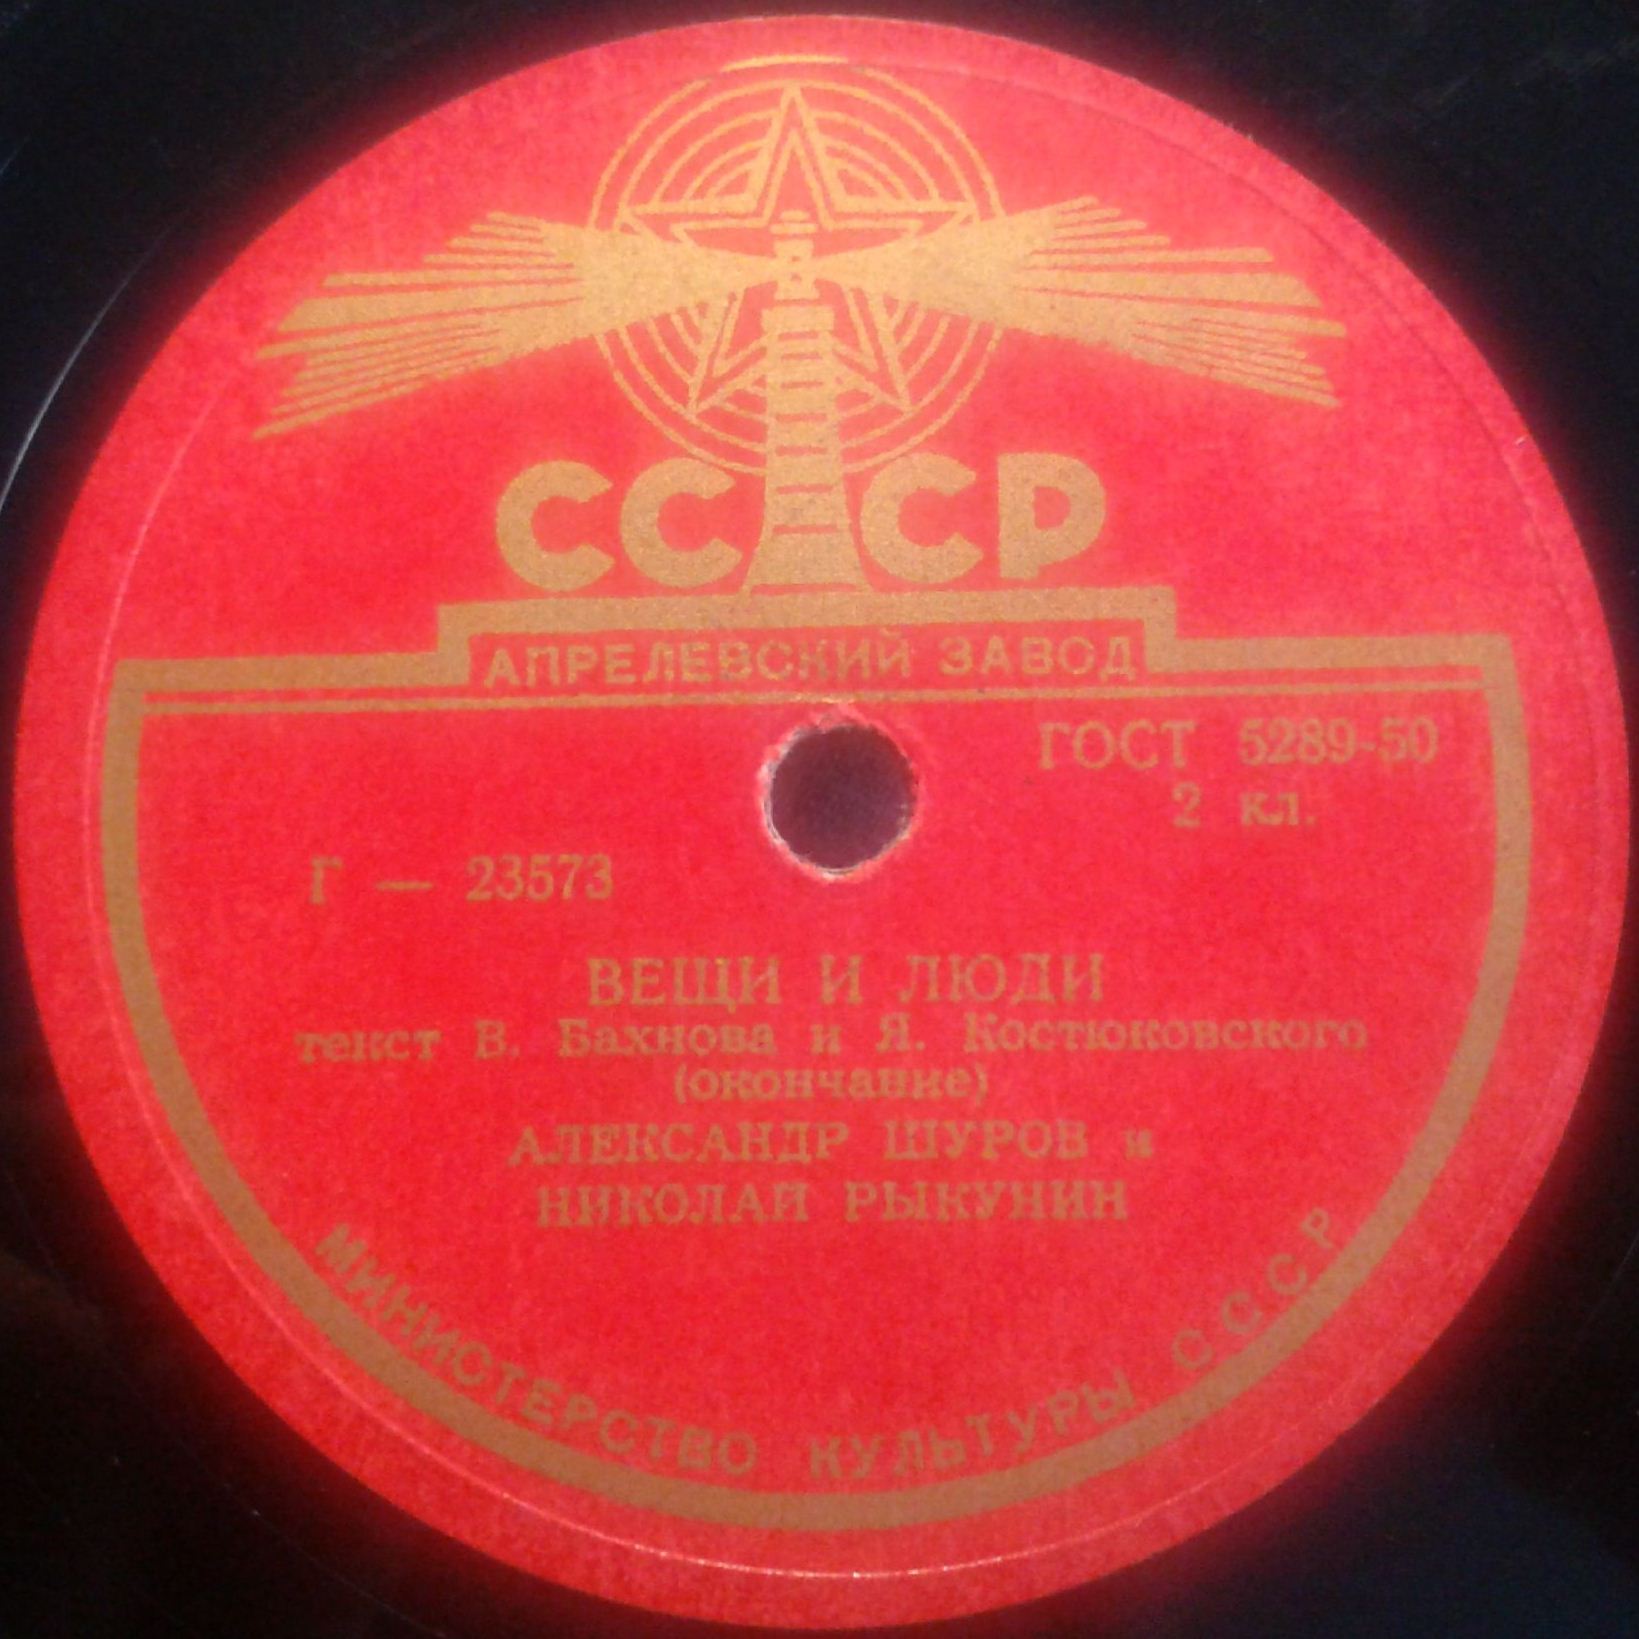 СССР
АПРЕЛЕВСКИЙ ЗАВОД
ГОСТ 5289-50
2 кл.
Г — 23573
ВЕЩИ И ЛЮДИ
текст В. Бахнова и Я. Костюковского
(окончание)
АЛЕКСАНДР ШУРОВ и
НИКОЛАЙ РЫКУНИН
МИНИСТЕРСТВО КУЛЬТУРЫ СССР